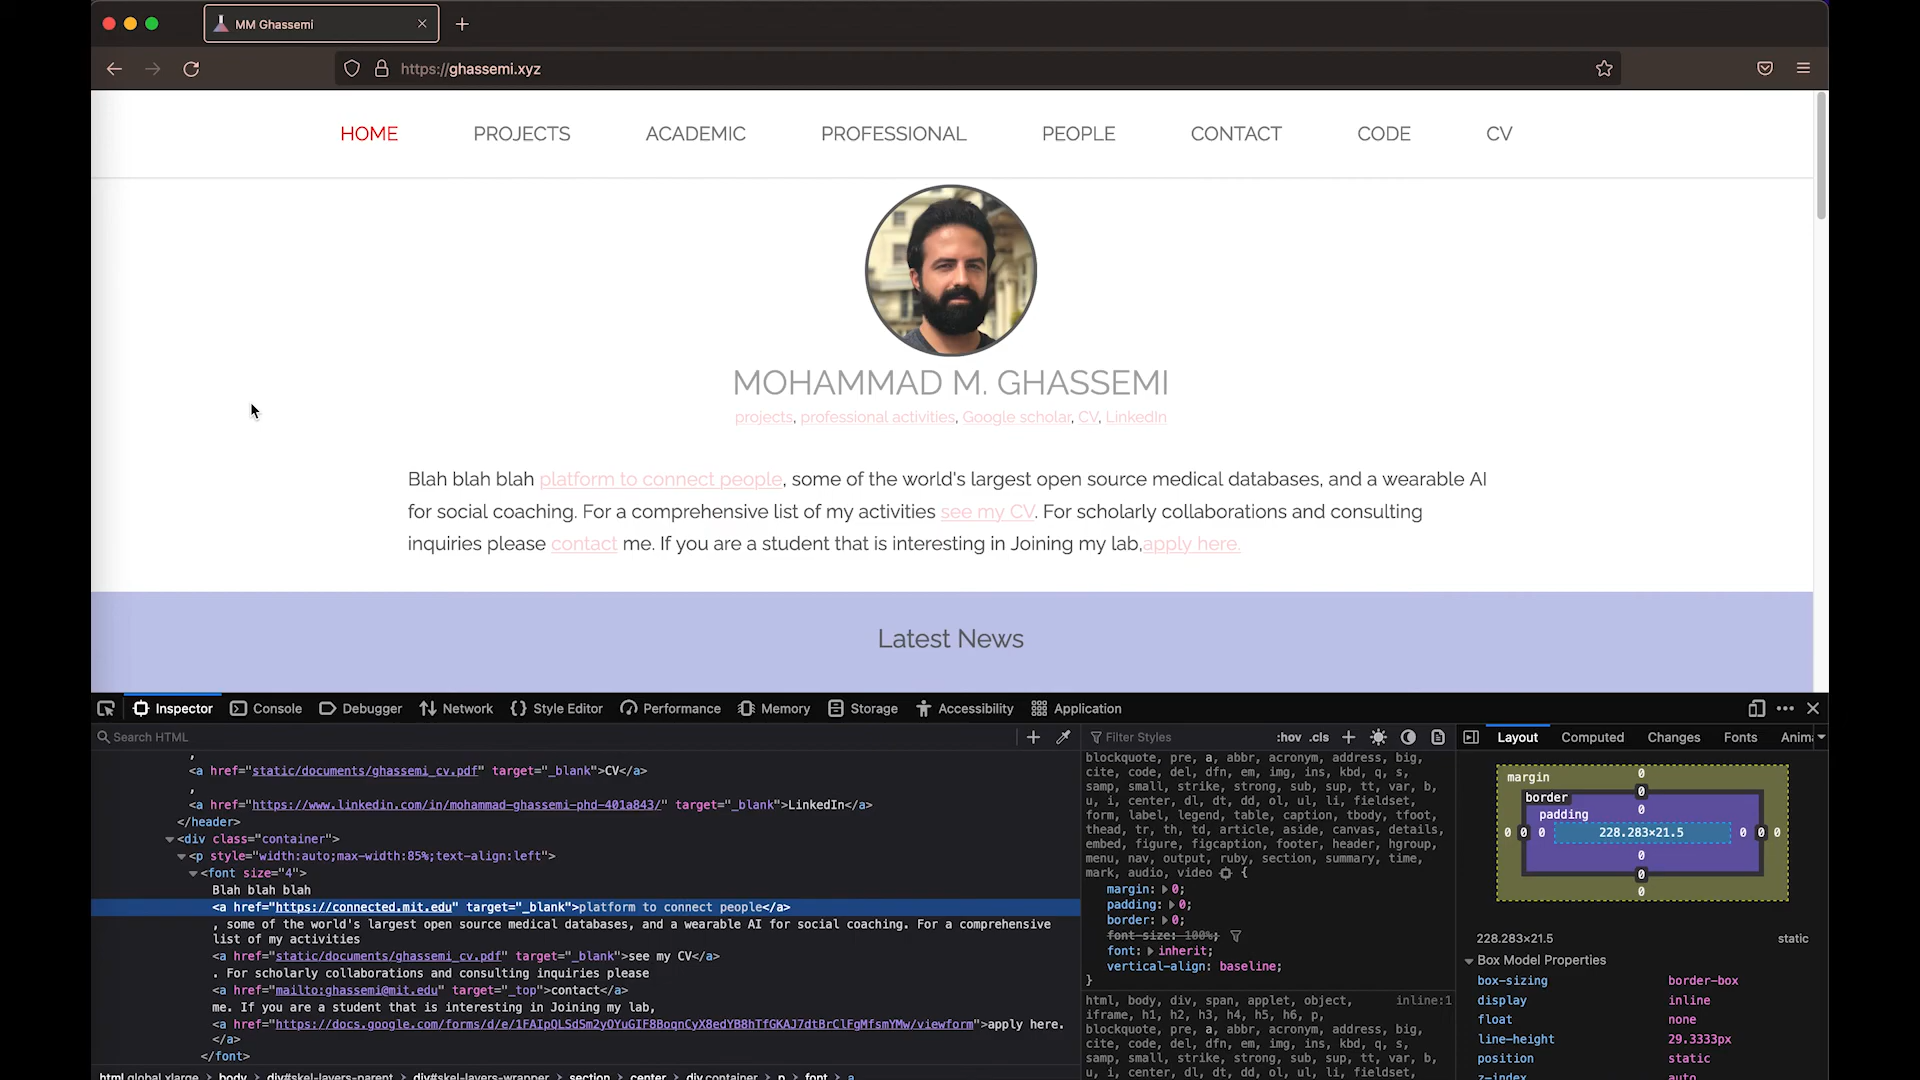 MM Ghassemi
https://ghassemi.xyz
HOME PROJECTS ACADEMIC PROFESSIONAL PEOPLE CONTACT CODE CV
MOHAMMAD M. GHASSEMI
projects, professional activities, Google scholar, CV, LinkedIn
Blah blah blah platform to connect people, some of the world's largest open source medical databases, and a wearable AI
for social coaching. For a comprehensive list of my activities see my CV. For scholarly collaborations and consulting
inquiries please contact me. If you are a student that is interesting in Joining my lab,apply here.
Latest News
Inspector Console Debugger Network Style Editor Performance Memory Storage Accessibility Application
Search HTML
,
<a href="static/documents/ghassemi_cv.pdf" target="_blank">CV</a>
,
<a href="https://www.linkedin.com/in/mohammad-ghassemi-phd-401a843/" target="_blank">LinkedIn</a>
</header>
<div class="container">
<p style="width:auto;max-width:85%;text-align:left">
<font size="4">
Blah blah blah
<a href="https://connected.mit.edu" target="_blank">platform to connect people</a>
, some of the world's largest open source medical databases, and a wearable AI for social coaching. For a comprehensive
list of my activities
<a href="static/documents/ghassemi_cv.pdf" target="_blank">see my CV</a>
. For scholarly collaborations and consulting inquiries please
<a href="mailto:ghassemi@mit.edu" target="_top">contact</a>
me. If you are a student that is interesting in Joining my lab,
<a href="https://docs.google.com/forms/d/e/1FAIpQLSdSm2yOYuGIF8BoqnCyX8edYB8hTfGKAJ7dtBrClFgMfsmYMw/viewform">apply here.
</a>
</font>
html.global.xlarge > body > div#skel-layers-parent > div#skel-layers-wrapper > section > center > div.container > p > font > a
Filter Styles :hov .cls
blockquote, pre, a, abbr, acronym, address, big,
cite, code, del, dfn, em, img, ins, kbd, q, s,
samp, small, strike, strong, sub, sup, tt, var, b,
u, i, center, dl, dt, dd, ol, ul, li, fieldset,
form, label, legend, table, caption, tbody, tfoot,
thead, tr, th, td, article, aside, canvas, details,
embed, figure, figcaption, footer, header, hgroup,
menu, nav, output, ruby, section, summary, time,
mark, audio, video {
margin: 0;
padding: 0;
border: 0;
font-size: 100%;
font: inherit;
vertical-align: baseline;
}
html, body, div, span, applet, object, inline:1
iframe, h1, h2, h3, h4, h5, h6, p,
blockquote, pre, a, abbr, acronym, address, big,
cite, code, del, dfn, em, img, ins, kbd, q, s,
samp, small, strike, strong, sub, sup, tt, var, b,
u, i, center, dl, dt, dd, ol, ul, li, fieldset,
Layout Computed Changes Fonts Anim
margin 0
border 0
padding 0
0 0 0 228.283×21.5 0 0 0
0
0
0
228.283×21.5 static
Box Model Properties
box-sizing border-box
display inline
float none
line-height 29.3333px
position static
z-index auto